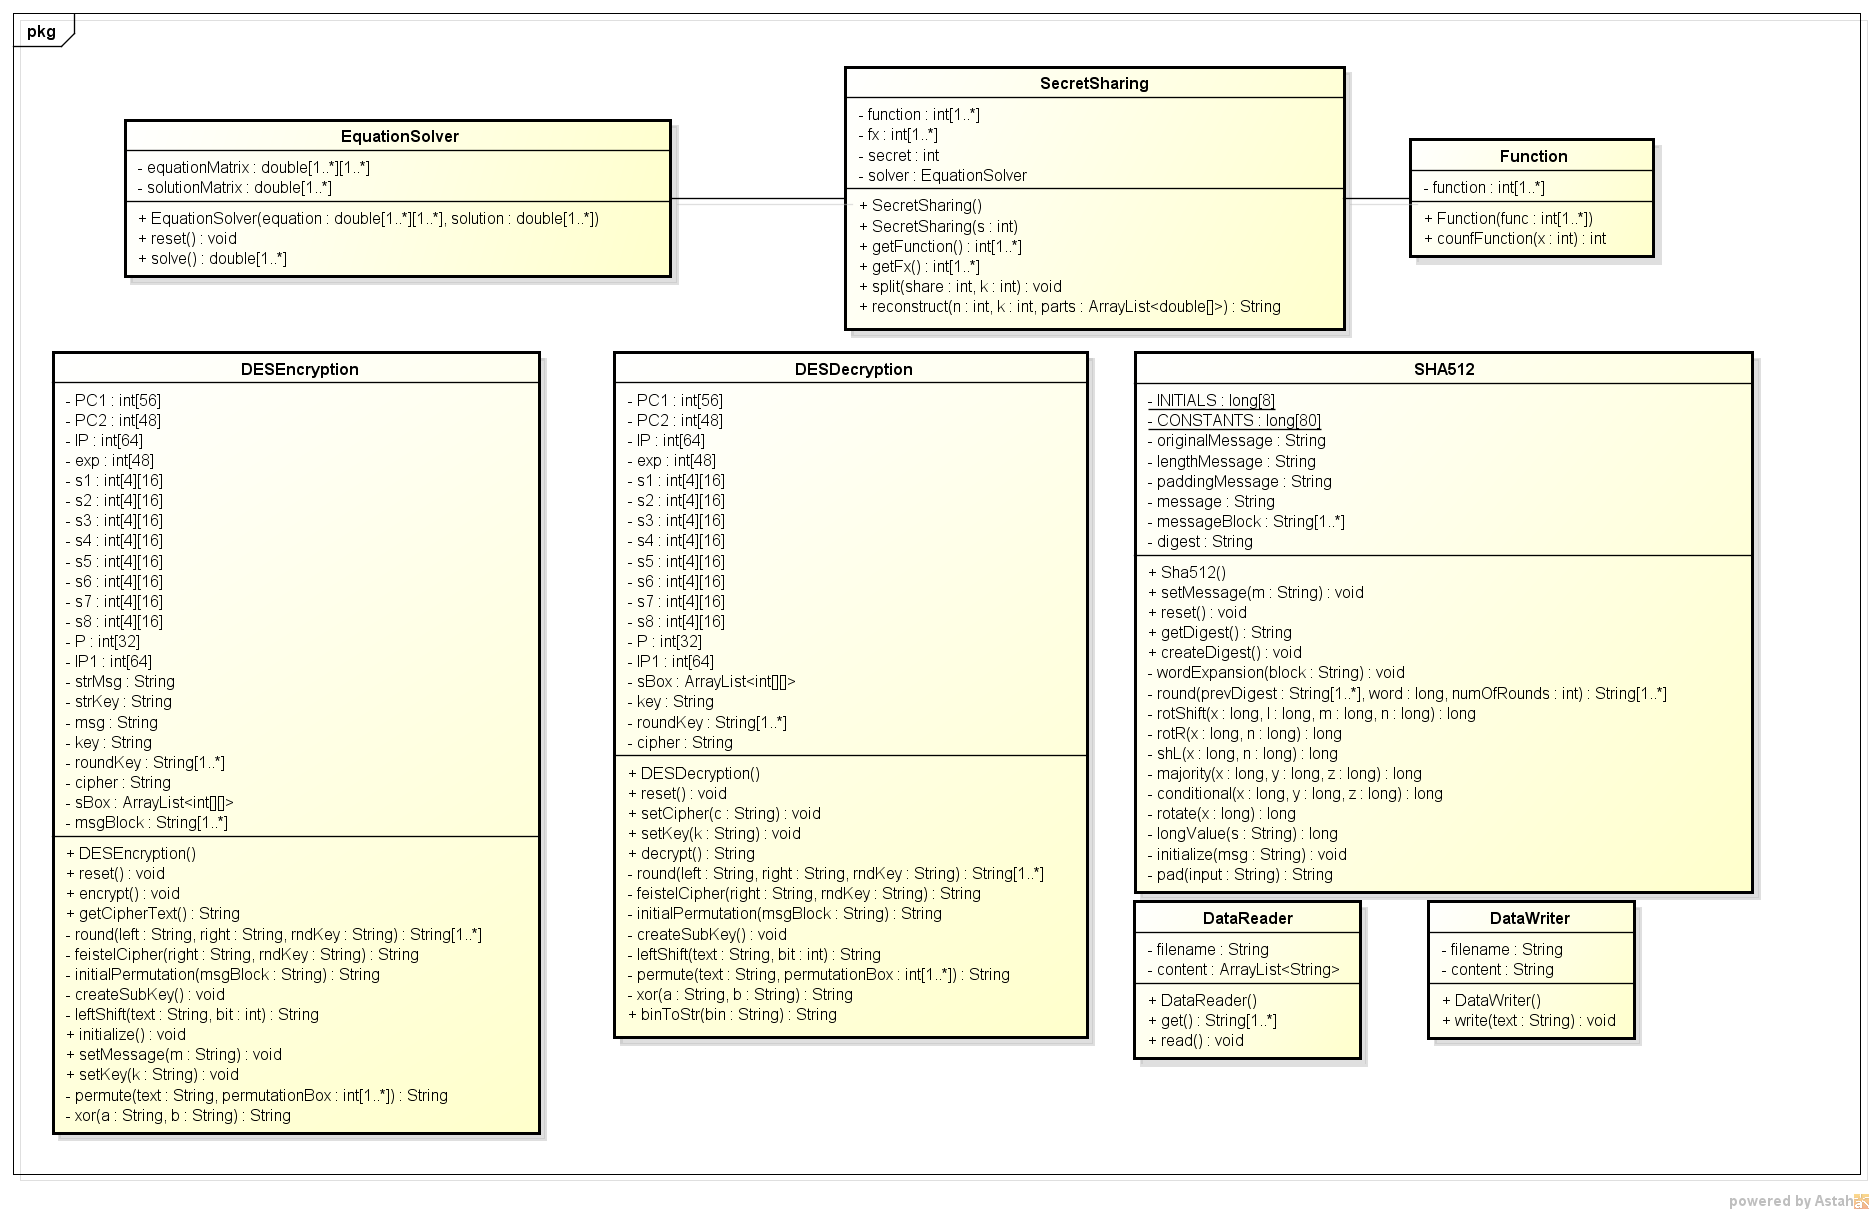 pkg
EquationSolver
- equationMatrix : double[1..*][1..*]
- solutionMatrix : double[1..*]
+ EquationSolver(equation : double[1..*][1..*], solution : double[1..*])
+ reset() : void
+ solve() : double[1..*]
SecretSharing
- function : int[1..*]
- fx : int[1..*]
- secret : int
- solver : EquationSolver
+ SecretSharing()
+ SecretSharing(s : int)
+ getFunction() : int[1..*]
+ getFx() : int[1..*]
+ split(share : int, k : int) : void
+ reconstruct(n : int, k : int, parts : ArrayList<double[]>) : String
Function
- function : int[1..*]
+ Function(func : int[1..*])
+ counfFunction(x : int) : int
DESEncryption
- PC1 : int[56]
- PC2 : int[48]
- IP : int[64]
- exp : int[48]
- s1 : int[4][16]
- s2 : int[4][16]
- s3 : int[4][16]
- s4 : int[4][16]
- s5 : int[4][16]
- s6 : int[4][16]
- s7 : int[4][16]
- s8 : int[4][16]
- P : int[32]
- IP1 : int[64]
- strMsg : String
- strKey : String
- msg : String
- key : String
- roundKey : String[1..*]
- cipher : String
- sBox : ArrayList<int[][]>
- msgBlock : String[1..*]
+ DESEncryption()
+ reset() : void
+ encrypt() : void
+ getCipherText() : String
- round(left : String, right : String, rndKey : String) : String[1..*]
- feistelCipher(right : String, rndKey : String) : String
- initialPermutation(msgBlock : String) : String
- createSubKey() : void
- leftShift(text : String, bit : int) : String
+ initialize() : void
+ setMessage(m : String) : void
+ setKey(k : String) : void
- permute(text : String, permutationBox : int[1..*]) : String
- xor(a : String, b : String) : String
DESDecryption
- PC1 : int[56]
- PC2 : int[48]
- IP : int[64]
- exp : int[48]
- s1 : int[4][16]
- s2 : int[4][16]
- s3 : int[4][16]
- s4 : int[4][16]
- s5 : int[4][16]
- s6 : int[4][16]
- s7 : int[4][16]
- s8 : int[4][16]
- P : int[32]
- IP1 : int[64]
- sBox : ArrayList<int[][]>
- key : String
- roundKey : String[1..*]
- cipher : String
+ DESDecryption()
+ reset() : void
+ setCipher(c : String) : void
+ setKey(k : String) : void
+ decrypt() : String
- round(left : String, right : String, rndKey : String) : String[1..*]
- feistelCipher(right : String, rndKey : String) : String
- initialPermutation(msgBlock : String) : String
- createSubKey() : void
- leftShift(text : String, bit : int) : String
- permute(text : String, permutationBox : int[1..*]) : String
- xor(a : String, b : String) : String
+ binToStr(bin : String) : String
SHA512
- INITIALS : long[8]
- CONSTANTS : long[80]
- originalMessage : String
- lengthMessage : String
- paddingMessage : String
- message : String
- messageBlock : String[1..*]
- digest : String
+ Sha512()
+ setMessage(m : String) : void
+ reset() : void
+ getDigest() : String
+ createDigest() : void
- wordExpansion(block : String) : void
- round(prevDigest : String[1..*], word : long, numOfRounds : int) : String[1..*]
- rotShift(x : long, l : long, m : long, n : long) : long
- rotR(x : long, n : long) : long
- shL(x : long, n : long) : long
- majority(x : long, y : long, z : long) : long
- conditional(x : long, y : long, z : long) : long
- rotate(x : long) : long
- longValue(s : String) : long
- initialize(msg : String) : void
- pad(input : String) : String
DataReader
- filename : String
- content : ArrayList<String>
+ DataReader()
+ get() : String[1..*]
+ read() : void
DataWriter
- filename : String
- content : String
+ DataWriter()
+ write(text : String) : void
powered by Astah